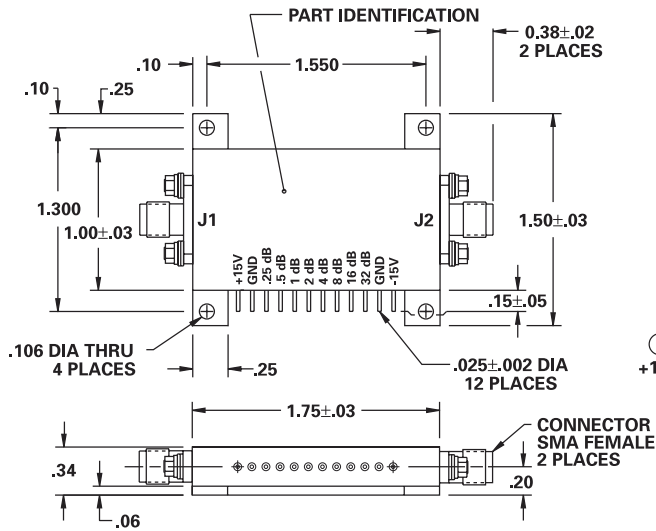 PART IDENTIFICATION
0.38±.02
2 PLACES
.10
1.550
.10
.25
J1
J2
1.300
1.00±.03
1.50±.03
+15V
GND
.25 dB
.5 dB
1 dB
2 dB
4 dB
8 dB
16 dB
32 dB
GND
-15V
.15±.05
.106 DIA THRU
4 PLACES
.25
.025±.002 DIA
12 PLACES
+1
1.75±.03
CONNECTOR
SMA FEMALE
2 PLACES
.34
.20
.06